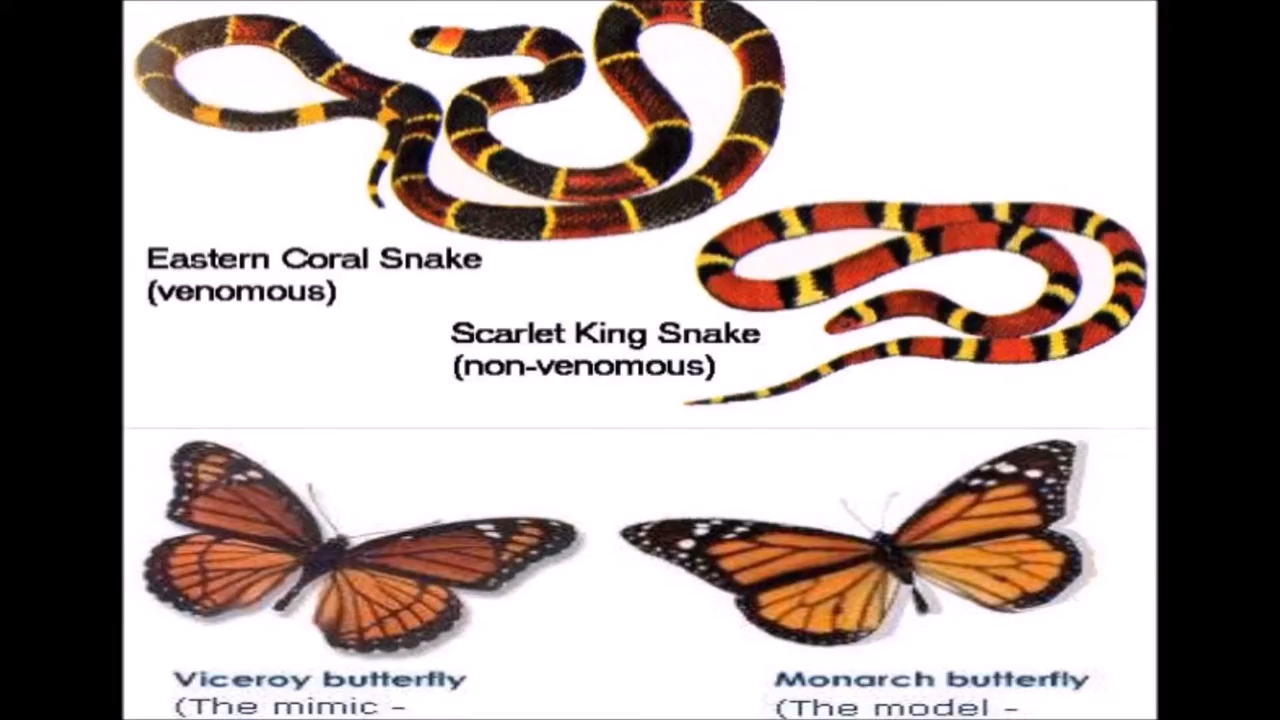 Eastern Coral Snake
(venomous)
Scarlet King Snake
(non-venomous)
Viceroy butterfly
(The mimic -
Monarch butterfly
(The model -